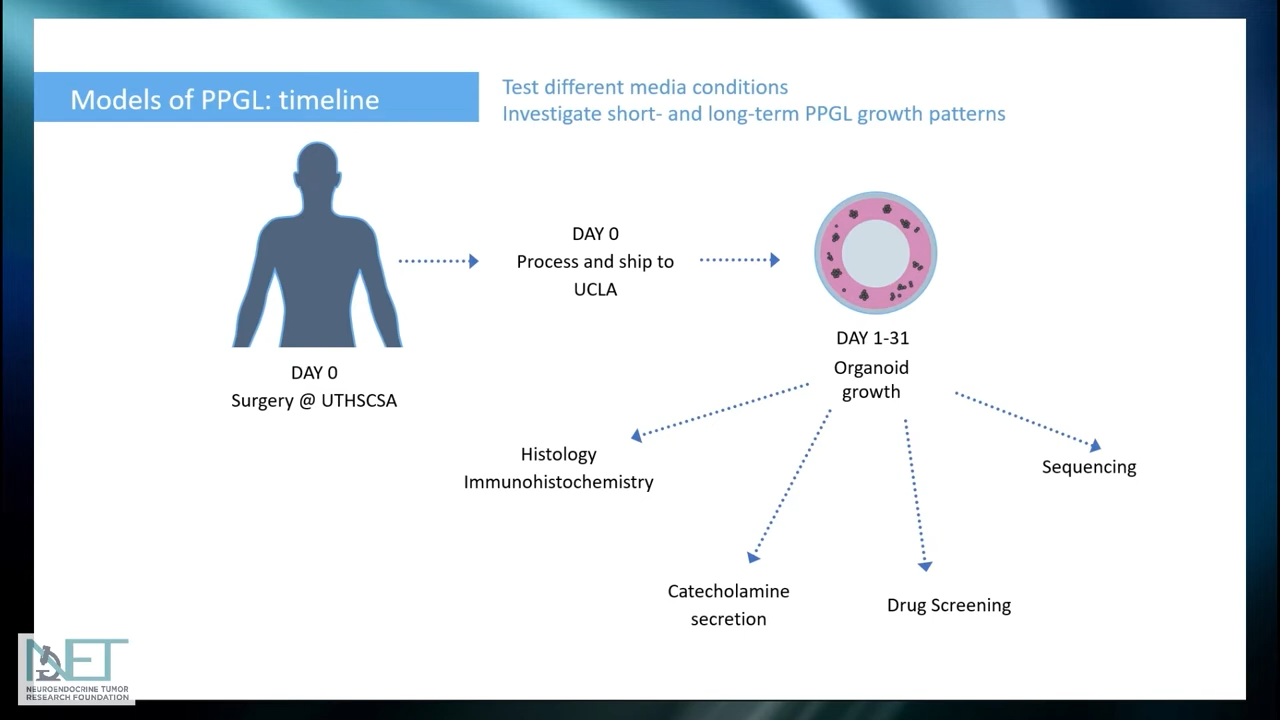 Models of PPGL: timeline
Test different media conditions
Investigate short- and long-term PPGL growth patterns
DAY 0
Surgery @ UTHSCSA
DAY 0
Process and ship to
UCLA
DAY 1-31
Organoid
growth
Histology
Immunohistochemistry
Catecholamine
secretion
Drug Screening
Sequencing
NET
NEUROENDOCRINE TUMOR
RESEARCH FOUNDATION